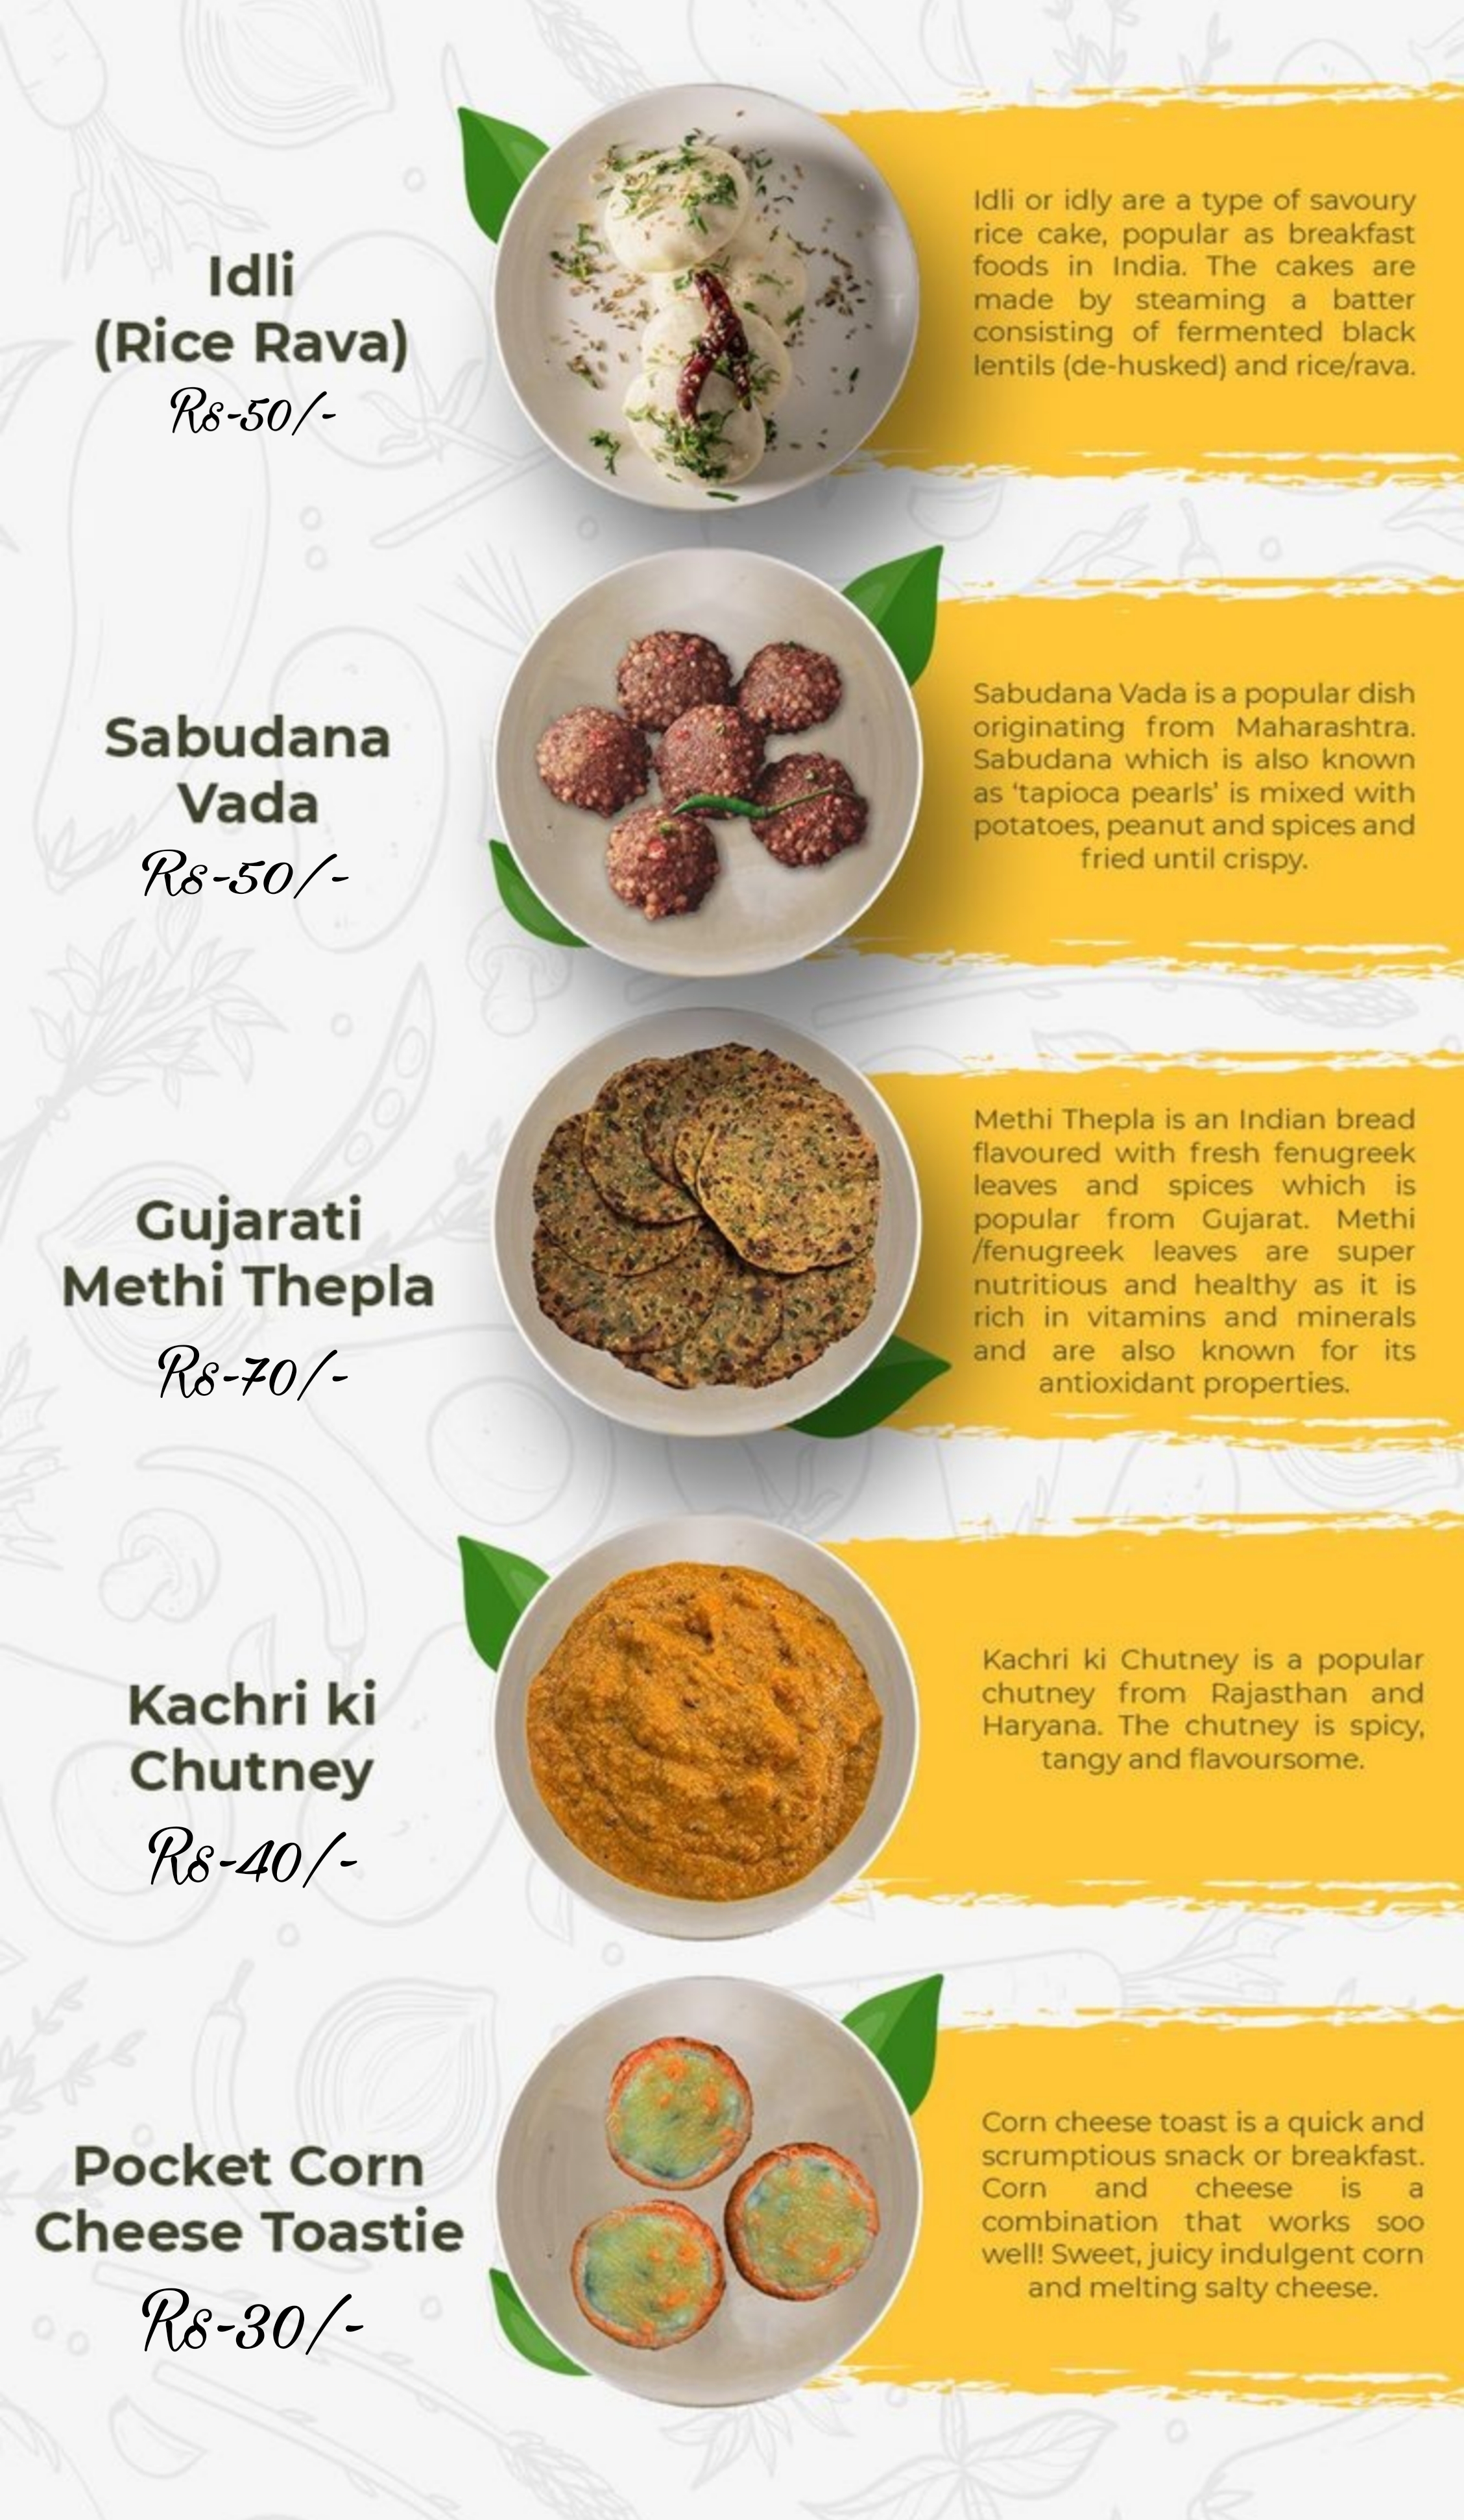 Idli
(Rice Rava)
Rs-50/-
Idli or idly are a type of savoury
rice cake, popular as breakfast
foods in India. The cakes are
made by steaming a batter
consisting of fermented black
lentils (de-husked) and rice/rava.
Sabudana
Vada
Rs-50/-
Sabudana Vada is a popular dish
originating from Maharashtra.
Sabudana which is also known
as ‘tapioca pearls’ is mixed with
potatoes, peanut and spices and
fried until crispy.
Gujarati
Methi Thepla
Rs-70/-
Methi Thepla is an Indian bread
flavoured with fresh fenugreek
leaves and spices which is
popular from Gujarat. Methi
/fenugreek leaves are super
nutritious and healthy as it is
rich in vitamins and minerals
and are also known for its
antioxidant properties.
Kachri ki
Chutney
Rs-40/-
Kachri ki Chutney is a popular
chutney from Rajasthan and
Haryana. The chutney is spicy,
tangy and flavoursome.
Pocket Corn
Cheese Toastie
Rs-30/-
Corn cheese toast is a quick and
scrumptious snack or breakfast.
Corn and cheese is a
combination that works soo
well! Sweet, juicy indulgent corn
and melting salty cheese.